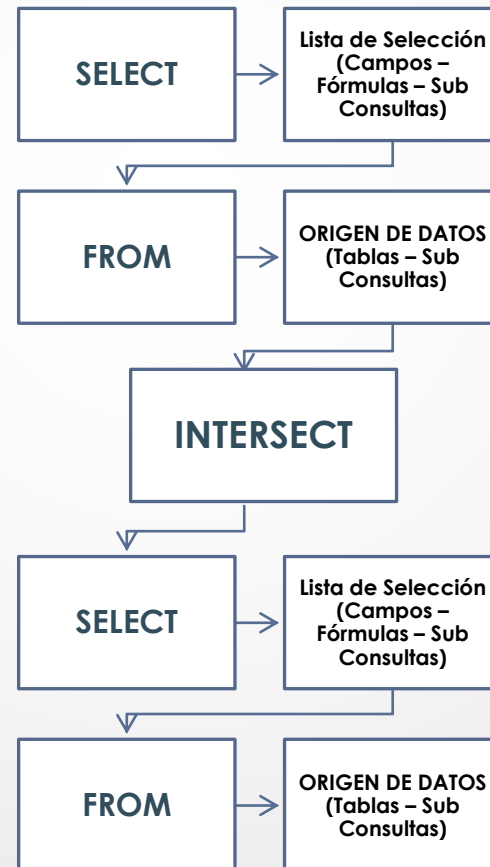 SELECT
Lista de Selección
(Campos –
Fórmulas – Sub
Consultas)
FROM
ORIGEN DE DATOS
(Tablas – Sub
Consultas)
INTERSECT
SELECT
Lista de Selección
(Campos –
Fórmulas – Sub
Consultas)
FROM
ORIGEN DE DATOS
(Tablas – Sub
Consultas)